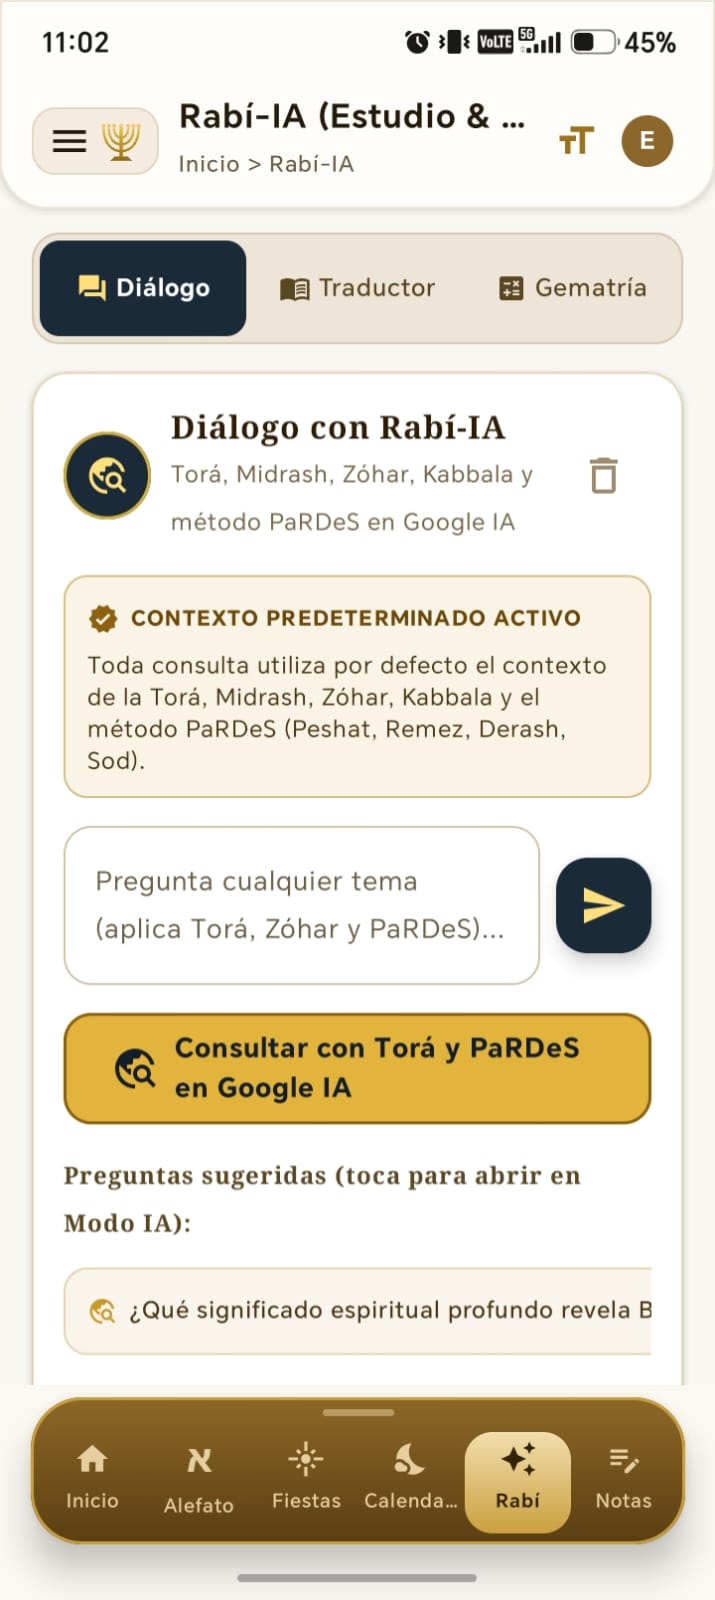 11:02
VoLTE 5G 45%
Rabí-IA (Estudio & ...
Inicio > Rabí-IA
E
Diálogo
Traductor
Gematría
Diálogo con Rabí-IA
Torá, Midrash, Zóhar, Kabbala y
método PaRDeS en Google IA
CONTEXTO PREDETERMINADO ACTIVO
Toda consulta utiliza por defecto el contexto
de la Torá, Midrash, Zóhar, Kabbala y el
método PaRDeS (Peshat, Remez, Derash,
Sod).
Pregunta cualquier tema
(aplica Torá, Zóhar y PaRDeS)...
Consultar con Torá y PaRDeS
en Google IA
Preguntas sugeridas (toca para abrir en
Modo IA):
¿Qué significado espiritual profundo revela B
Inicio
א
Alefato
Fiestas
Calenda...
Rabí
Notas